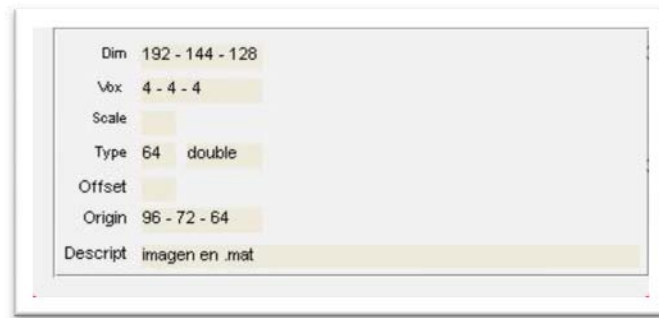 Dim 192 - 144 - 128
Vox 4 - 4 - 4
Scale
Type 64 double
Offset
Origin 96 - 72 - 64
Descript imagen en .mat